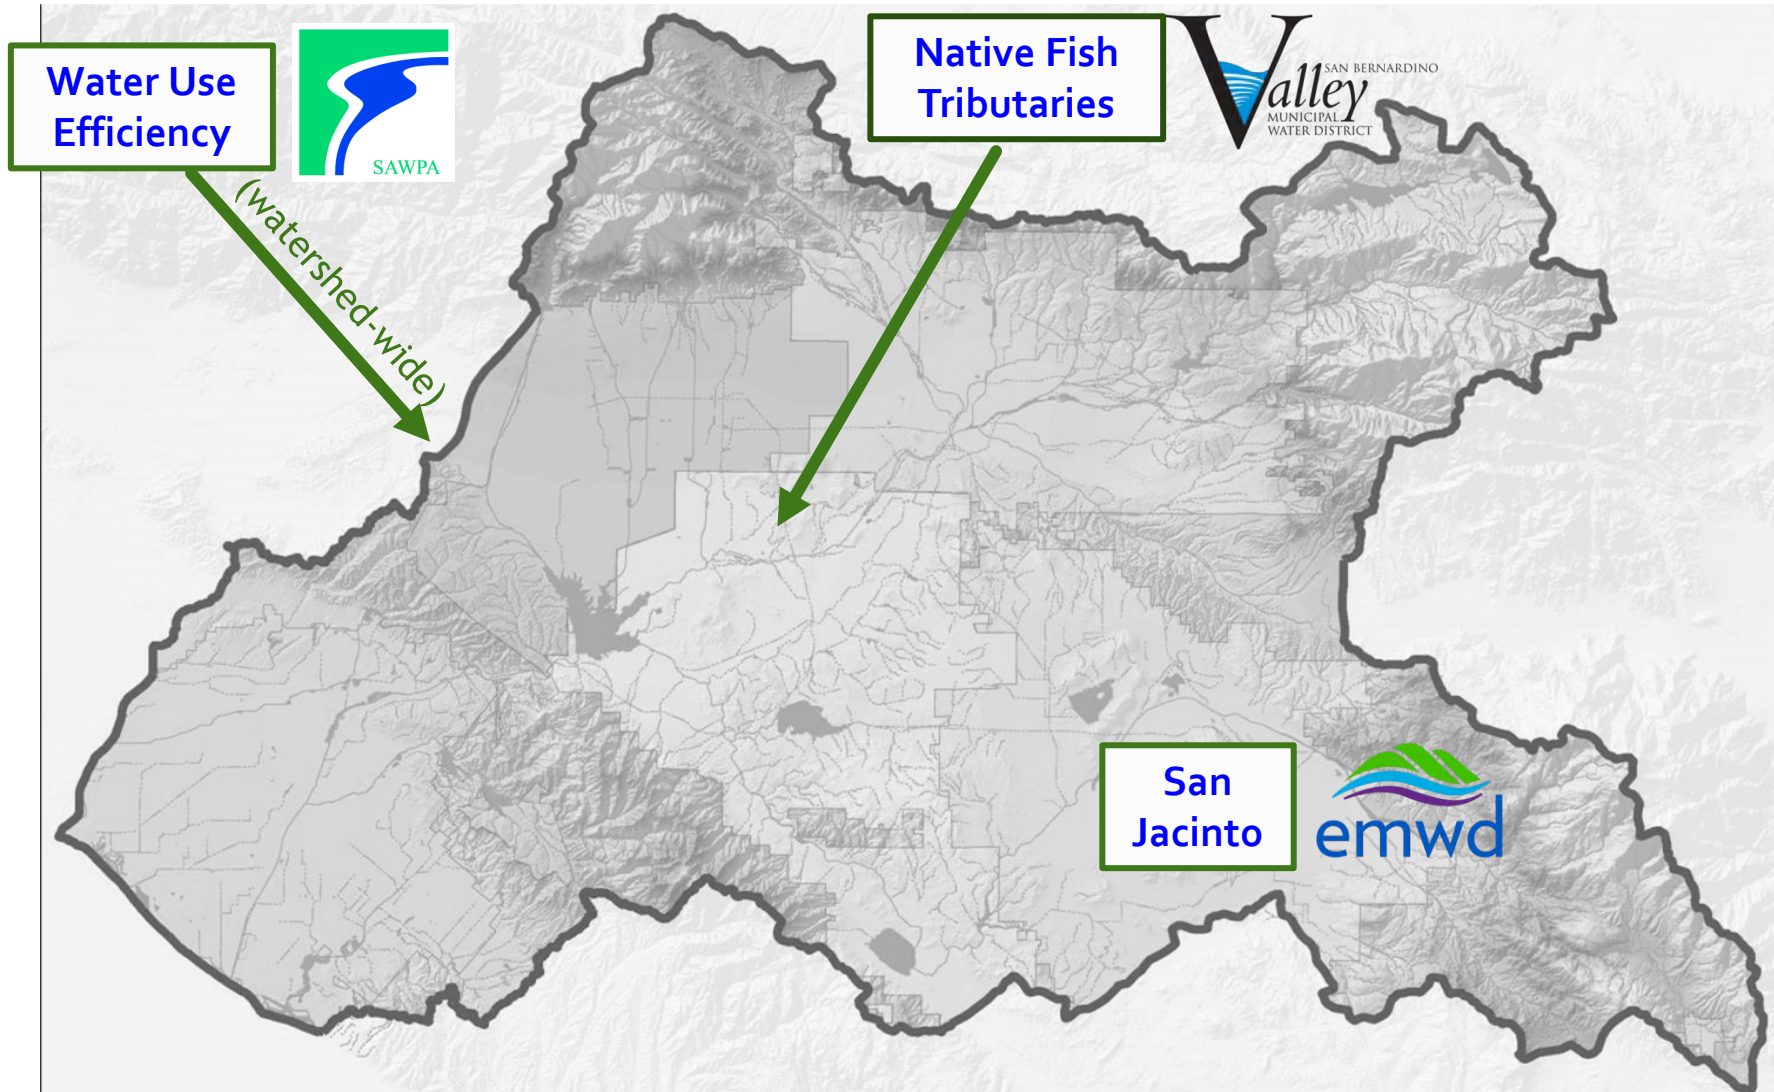 Water Use
Efficiency
SAWPA
(watershed-wide)
Native Fish
Tributaries
Valley
SAN BERNARDINO
MUNICIPAL
WATER DISTRICT
San
Jacinto
emwd